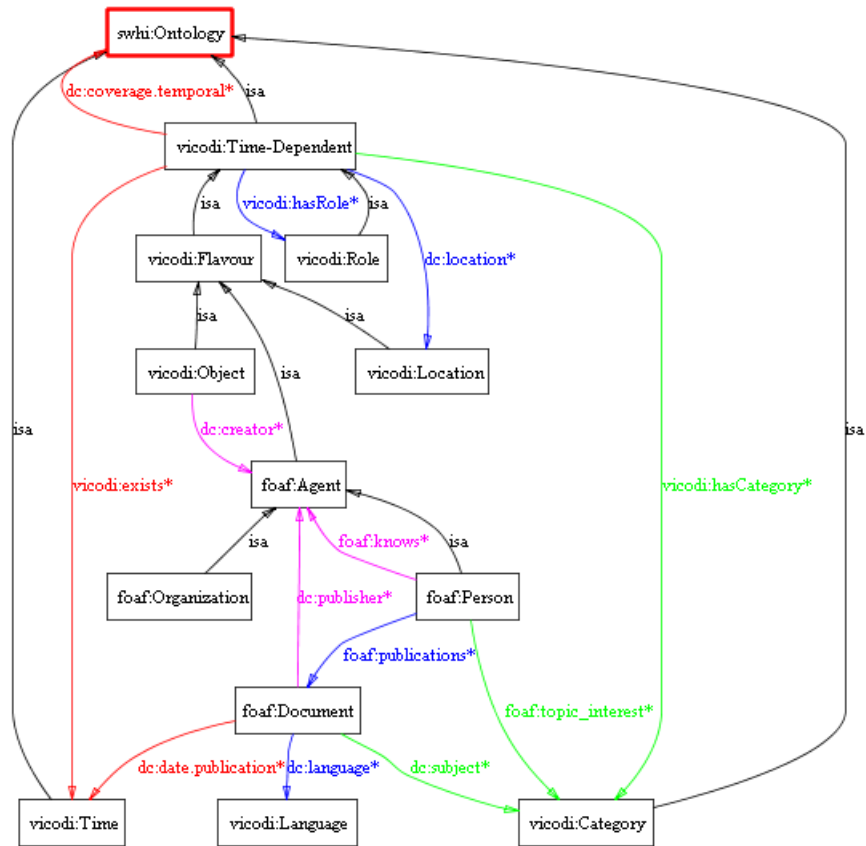 swhi:Ontology
dc:coverage.temporal*
isa
vicodi:Time-Dependent
isa
vicodi:hasRole*
isa
vicodi:Flavour
vicodi:Role
dc:location*
isa
isa
vicodi:Object
isa
vicodi:Location
isa
dc:creator*
isa
foaf:Agent
vicodi:exists*
vicodi:hasCategory*
isa
foaf:knows*
isa
foaf:Organization
dc:publisher*
foaf:Person
foaf:publications*
foaf:Document
foaf:topic_interest*
dc:date.publication*
dc:language*
dc:subject*
vicodi:Time
vicodi:Language
vicodi:Category